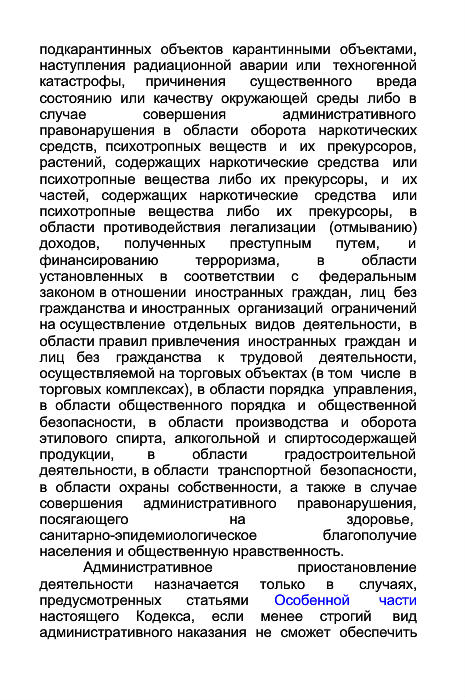 подкарантинных объектов карантинными объектами,
наступления радиационной аварии или техногенной
катастрофы, причинения существенного вреда
состоянию или качеству окружающей среды либо в
случае совершения административного
правонарушения в области оборота наркотических
средств, психотропных веществ и их прекурсоров,
растений, содержащих наркотические средства или
психотропные вещества либо их прекурсоры, и их
частей, содержащих наркотические средства или
психотропные вещества либо их прекурсоры, в
области противодействия легализации (отмыванию)
доходов, полученных преступным путем, и
финансированию терроризма, в области
установленных в соответствии с федеральным
законом в отношении иностранных граждан, лиц без
гражданства и иностранных организаций ограничений
на осуществление отдельных видов деятельности, в
области правил привлечения иностранных граждан и
лиц без гражданства к трудовой деятельности,
осуществляемой на торговых объектах (в том числе в
торговых комплексах), в области порядка управления,
в области общественного порядка и общественной
безопасности, в области производства и оборота
этилового спирта, алкогольной и спиртосодержащей
продукции, в области градостроительной
деятельности, в области транспортной безопасности,
в области охраны собственности, а также в случае
совершения административного правонарушения,
посягающего на здоровье,
санитарно-эпидемиологическое благополучие
населения и общественную нравственность.
Административное приостановление
деятельности назначается только в случаях,
предусмотренных статьями Особенной части
настоящего Кодекса, если менее строгий вид
административного наказания не сможет обеспечить